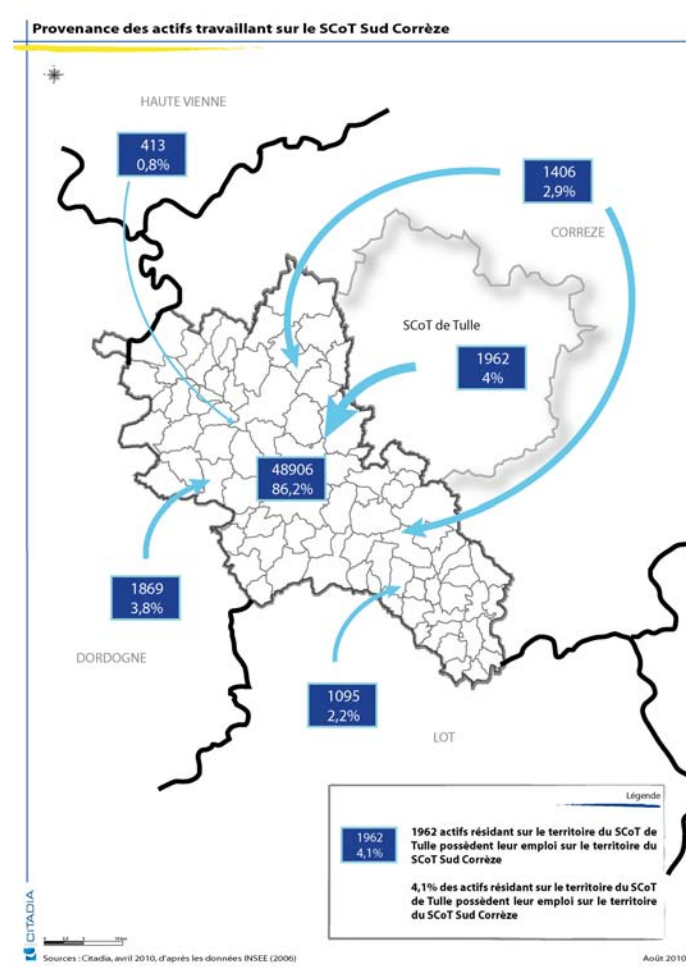 Provenance des actifs travaillant sur le SCoT Sud Corrèze
HAUTE VIENNE
413
0,8%
1406
2,9%
CORREZE
SCoT de Tulle
1962
4%
48906
86,2%
1869
3,8%
DORDOGNE
1095
2,2%
LOT
Légende
1962
4,1%
1962 actifs résidant sur le territoire du SCoT de
Tulle possèdent leur emploi sur le territoire du
SCoT Sud Corrèze
4,1% des actifs résidant sur le territoire du SCoT
de Tulle possèdent leur emploi sur le territoire
du SCoT Sud Corrèze
CITADIA
Sources : Citadia, avril 2010, d'après les données INSEE (2006)
Août 2010